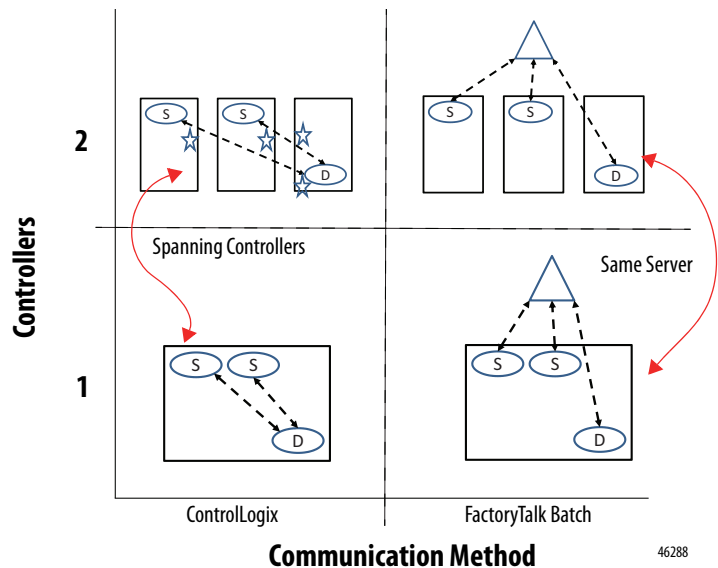 S
S
D
S
S
D
2
Spanning Controllers
Same Server
Controllers
S
S
D
S
S
D
1
ControlLogix
FactoryTalk Batch
Communication Method
46288